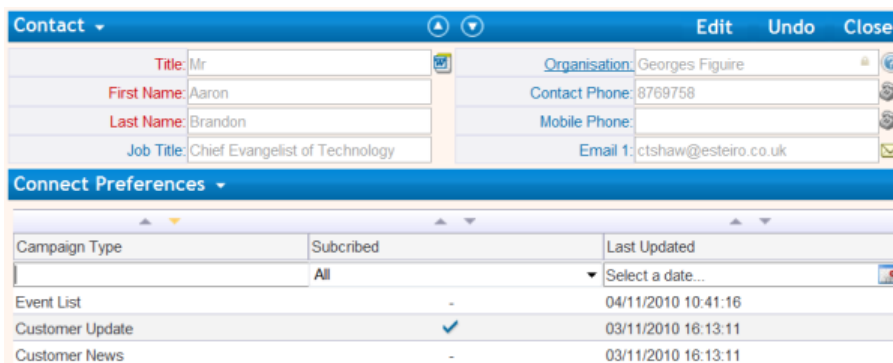 Contact Edit Undo Close
Title: Mr Organisation: Georges Figuire
First Name: Aaron Contact Phone: 8769758
Last Name: Brandon Mobile Phone:
Job Title: Chief Evangelist of Technology Email 1: ctshaw@esteiro.co.uk
Connect Preferences
Campaign Type Subcribed Last Updated
All Select a date...
Event List - 04/11/2010 10:41:16
Customer Update 03/11/2010 16:13:11
Customer News - 03/11/2010 16:13:11